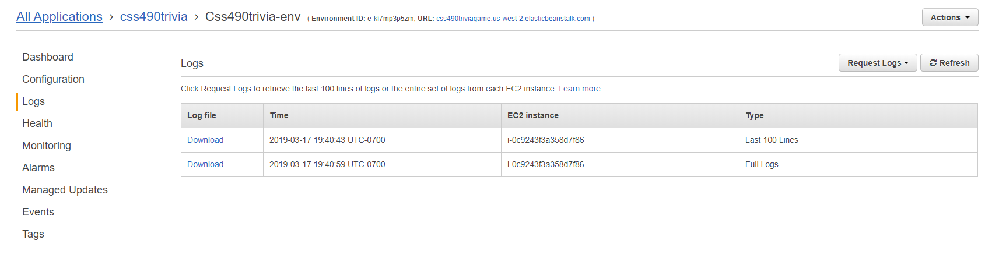 All Applications > css490trivia > Css490trivia-env ( Environment ID: e-kf7mp3p5zm, URL: css490triviagame.us-west-2.elasticbeanstalk.com )
Actions
Dashboard
Configuration
Logs
Health
Monitoring
Alarms
Managed Updates
Events
Tags
Logs
Request Logs
Refresh
Click Request Logs to retrieve the last 100 lines of logs or the entire set of logs from each EC2 instance. Learn more
Log file Time EC2 instance Type
Download 2019-03-17 19:40:43 UTC-0700 i-0c9243f3a358d7f86 Last 100 Lines
Download 2019-03-17 19:40:59 UTC-0700 i-0c9243f3a358d7f86 Full Logs